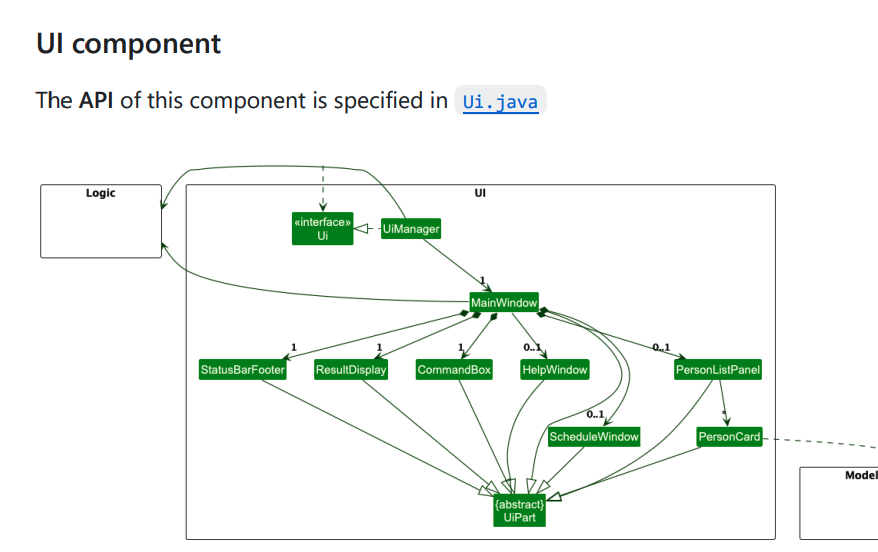 UI component
The API of this component is specified in Ui.java
Logic
UI
«interface»
Ui
UiManager
1
MainWindow
1
1
1
0..1
0..1
StatusBarFooter
ResultDisplay
CommandBox
HelpWindow
PersonListPanel
0..1
*
ScheduleWindow
PersonCard
Model
{abstract}
UiPart